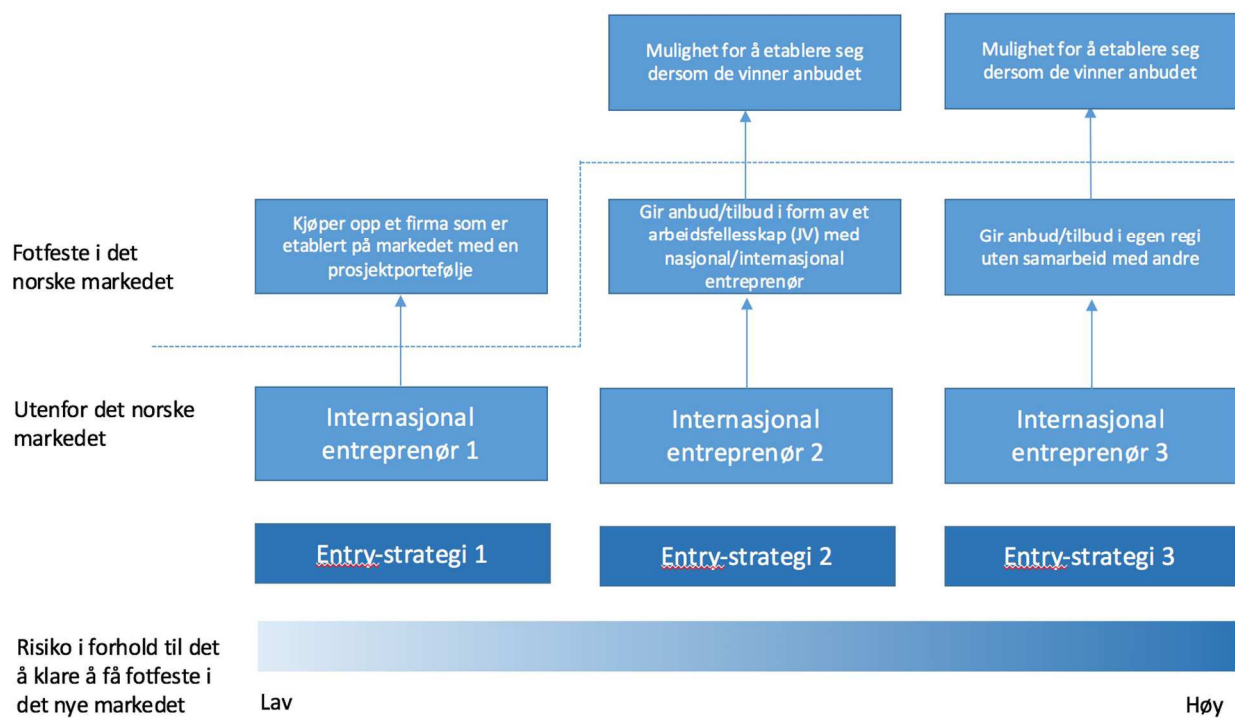 Mulighet for å etablere seg
dersom de vinner anbudet
Mulighet for å etablere seg
dersom de vinner anbudet
Fotfeste i det
norske markedet
Kjøper opp et firma som er
etablert på markedet med en
prosjektportefølje
Gir anbud/tilbud i form av et
arbeidsfellesskap (JV) med
nasjonal/internasjonal
entreprenør
Gir anbud/tilbud i egen regi
uten samarbeid med andre
Utenfor det norske
markedet
Internasjonal
entreprenør 1
Internasjonal
entreprenør 2
Internasjonal
entreprenør 3
Entry-strategi 1
Entry-strategi 2
Entry-strategi 3
Risiko i forhold til det
å klare å få fotfeste i
det nye markedet
Lav
Høy